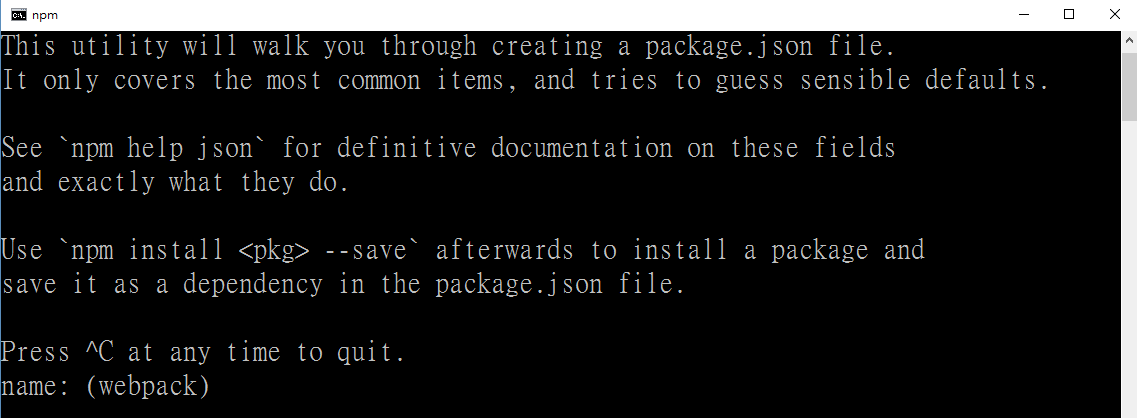 npm
This utility will walk you through creating a package.json file.
It only covers the most common items, and tries to guess sensible defaults.
See `npm help json` for definitive documentation on these fields
and exactly what they do.
Use `npm install <pkg> --save` afterwards to install a package and
save it as a dependency in the package.json file.
Press ^C at any time to quit.
name: (webpack)